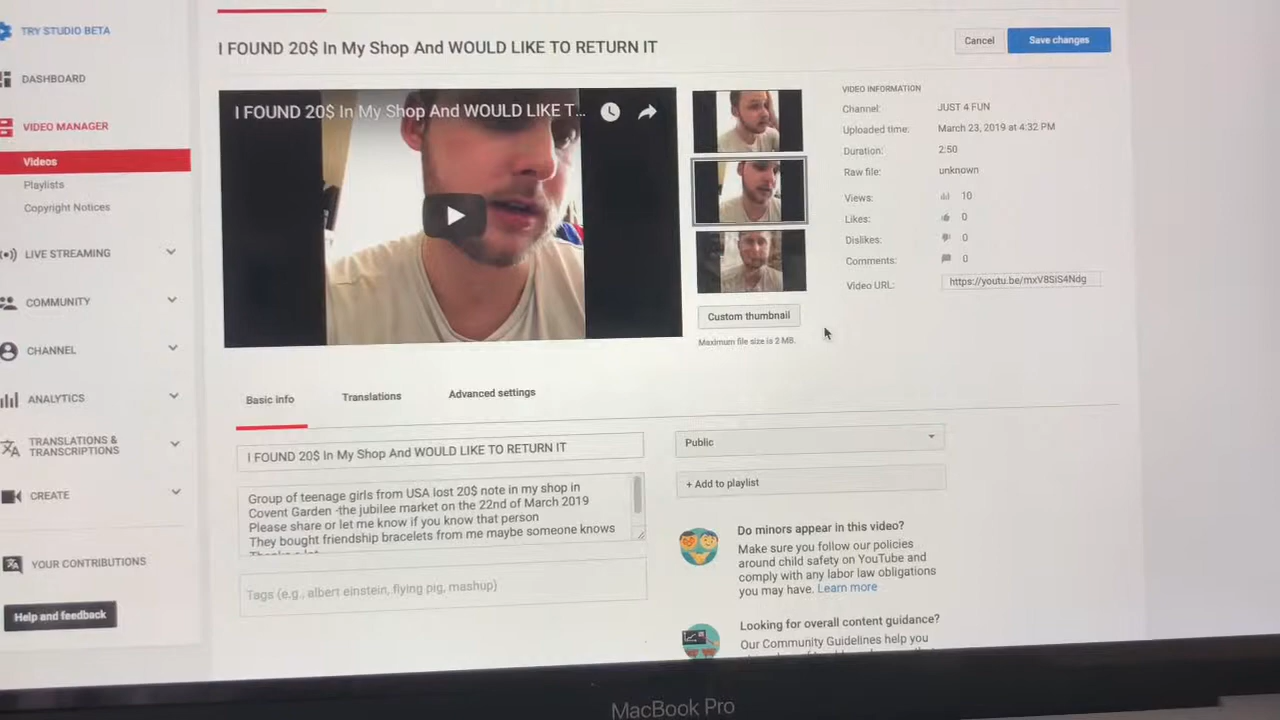 TRY STUDIO BETA
DASHBOARD
VIDEO MANAGER
Videos
Playlists
Copyright Notices
LIVE STREAMING
COMMUNITY
CHANNEL
ANALYTICS
TRANSLATIONS &
TRANSCRIPTIONS
CREATE
YOUR CONTRIBUTIONS
Help and feedback
I FOUND 20$ In My Shop And WOULD LIKE TO RETURN IT
Cancel
Save changes
I FOUND 20$ In My Shop And WOULD LIKE T...
Custom thumbnail
Maximum file size is 2 MB.
VIDEO INFORMATION
Channel: JUST 4 FUN
Uploaded time: March 23, 2019 at 4:32 PM
Duration: 2:50
Raw file: unknown
Views: 10
Likes: 0
Dislikes: 0
Comments: 0
Video URL: https://youtu.be/mxV8SiS4Ndg
Basic info
Translations
Advanced settings
I FOUND 20$ In My Shop And WOULD LIKE TO RETURN IT
Group of teenage girls from USA lost 20$ note in my shop in
Covent Garden -the jubilee market on the 22nd of March 2019
Please share or let me know if you know that person
They bought friendship bracelets from me maybe someone knows
Tags (e.g., albert einstein, flying pig, mashup)
Public
+ Add to playlist
Do minors appear in this video?
Make sure you follow our policies
around child safety on YouTube and
comply with any labor law obligations
you may have. Learn more
Looking for overall content guidance?
Our Community Guidelines help you
MacBook Pro